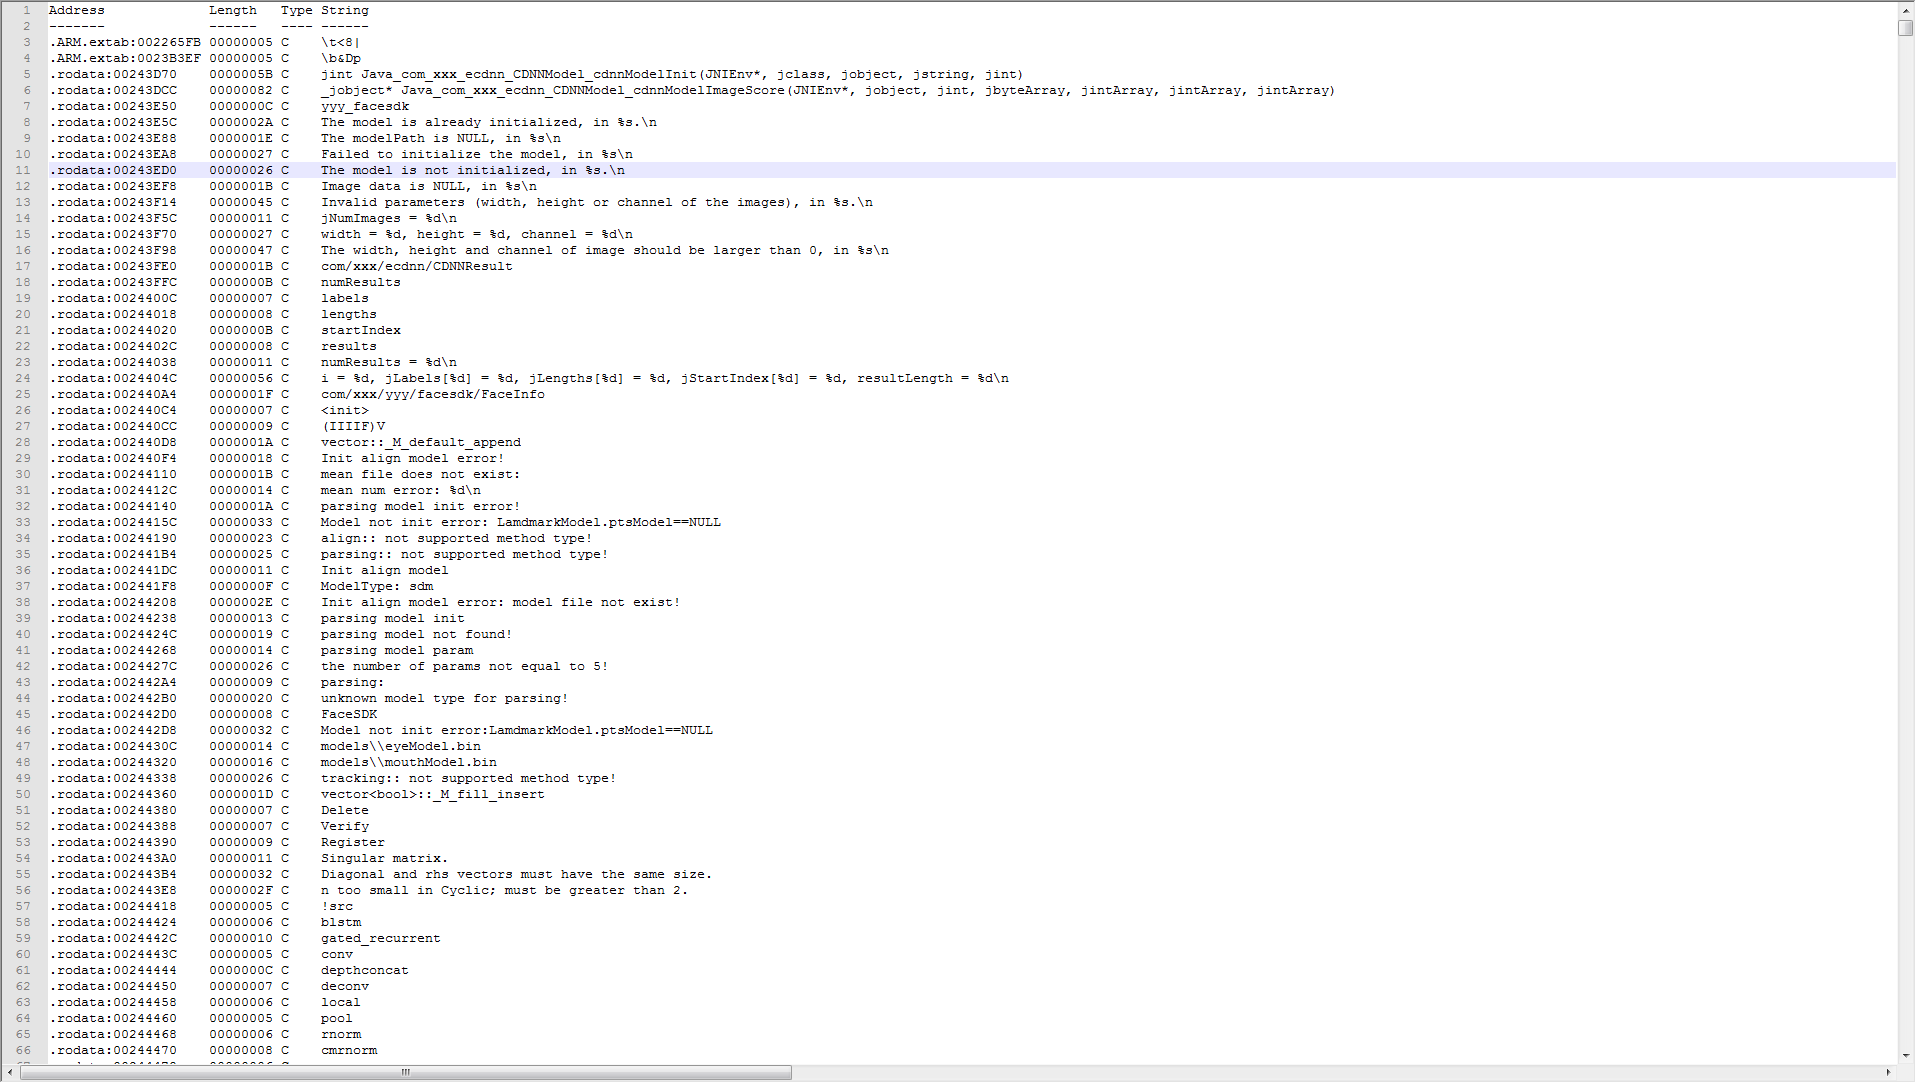 1 Address Length Type String
2 ------- ------ ---- ------
3 .ARM.extab:002265FB 00000005 C \t<8|
4 .ARM.extab:0023B3EF 00000005 C \b&Dp
5 .rodata:00243D70 0000005B C jint Java_com_xxx_ecdnn_CDNNModel_cdnnModelInit(JNIEnv*, jclass, jobject, jstring, jint)
6 .rodata:00243DCC 00000082 C _jobject* Java_com_xxx_ecdnn_CDNNModel_cdnnModelImageScore(JNIEnv*, jobject, jint, jbyteArray, jintArray, jintArray, jintArray)
7 .rodata:00243E50 0000000C C yyy_facesdk
8 .rodata:00243E5C 0000002A C The model is already initialized, in %s.\n
9 .rodata:00243E88 0000001E C The modelPath is NULL, in %s\n
10 .rodata:00243EA8 00000027 C Failed to initialize the model, in %s\n
11 .rodata:00243ED0 00000026 C The model is not initialized, in %s.\n
12 .rodata:00243EF8 0000001B C Image data is NULL, in %s\n
13 .rodata:00243F14 00000045 C Invalid parameters (width, height or channel of the images), in %s.\n
14 .rodata:00243F5C 00000011 C jNumImages = %d\n
15 .rodata:00243F70 00000027 C width = %d, height = %d, channel = %d\n
16 .rodata:00243F98 00000047 C The width, height and channel of image should be larger than 0, in %s\n
17 .rodata:00243FE0 0000001B C com/xxx/ecdnn/CDNNResult
18 .rodata:00243FFC 0000000B C numResults
19 .rodata:0024400C 00000007 C labels
20 .rodata:00244018 00000008 C lengths
21 .rodata:00244020 0000000B C startIndex
22 .rodata:0024402C 00000008 C results
23 .rodata:00244038 00000011 C numResults = %d\n
24 .rodata:0024404C 00000056 C i = %d, jLabels[%d] = %d, jLengths[%d] = %d, jStartIndex[%d] = %d, resultLength = %d\n
25 .rodata:002440A4 0000001F C com/xxx/yyy/facesdk/FaceInfo
26 .rodata:002440C4 00000007 C <init>
27 .rodata:002440CC 00000009 C (IIIIF)V
28 .rodata:002440D8 0000001A C vector::_M_default_append
29 .rodata:002440F4 00000018 C Init align model error!
30 .rodata:00244110 0000001B C mean file does not exist:
31 .rodata:0024412C 00000014 C mean num error: %d\n
32 .rodata:00244140 0000001A C parsing model init error!
33 .rodata:0024415C 00000033 C Model not init error: LamdmarkModel.ptsModel==NULL
34 .rodata:00244190 00000023 C align:: not supported method type!
35 .rodata:002441B4 00000025 C parsing:: not supported method type!
36 .rodata:002441DC 00000011 C Init align model
37 .rodata:002441F8 0000000F C ModelType: sdm
38 .rodata:00244208 0000002E C Init align model error: model file not exist!
39 .rodata:00244238 00000013 C parsing model init
40 .rodata:0024424C 00000019 C parsing model not found!
41 .rodata:00244268 00000014 C parsing model param
42 .rodata:0024427C 00000026 C the number of params not equal to 5!
43 .rodata:002442A4 00000009 C parsing:
44 .rodata:002442B0 00000020 C unknown model type for parsing!
45 .rodata:002442D0 00000008 C FaceSDK
46 .rodata:002442D8 00000032 C Model not init error:LamdmarkModel.ptsModel==NULL
47 .rodata:0024430C 00000014 C models\\eyeModel.bin
48 .rodata:00244320 00000016 C models\\mouthModel.bin
49 .rodata:00244338 00000026 C tracking:: not supported method type!
50 .rodata:00244360 0000001D C vector<bool>::_M_fill_insert
51 .rodata:00244380 00000007 C Delete
52 .rodata:00244388 00000007 C Verify
53 .rodata:00244390 00000009 C Register
54 .rodata:002443A0 00000011 C Singular matrix.
55 .rodata:002443B4 00000032 C Diagonal and rhs vectors must have the same size.
56 .rodata:002443E8 0000002F C n too small in Cyclic; must be greater than 2.
57 .rodata:00244418 00000005 C !src
58 .rodata:00244424 00000006 C blstm
59 .rodata:0024442C 00000010 C gated_recurrent
60 .rodata:0024443C 00000005 C conv
61 .rodata:00244444 0000000C C depthconcat
62 .rodata:00244450 00000007 C deconv
63 .rodata:00244458 00000006 C local
64 .rodata:00244460 00000005 C pool
65 .rodata:00244468 00000006 C rnorm
66 .rodata:00244470 00000008 C cmrnorm